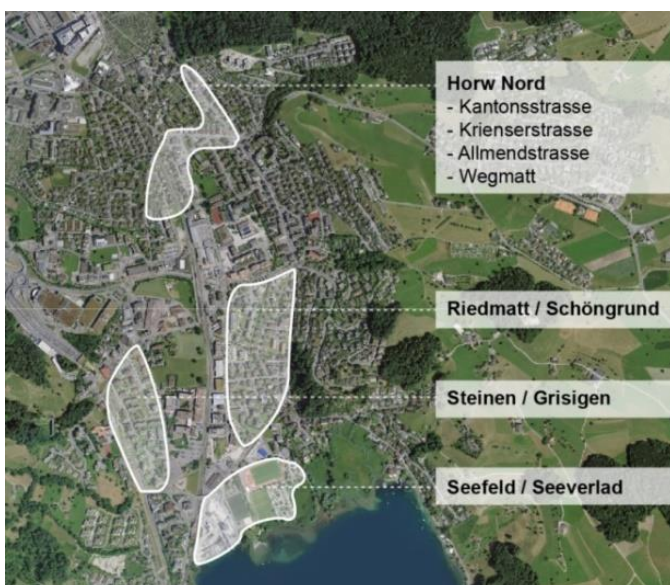 Horw Nord
- Kantonsstrasse
- Krienserstrasse
- Allmendstrasse
- Wegmatt
Riedmatt / Schöngrund
Steinen / Grisigen
Seefeld / Seeverlad